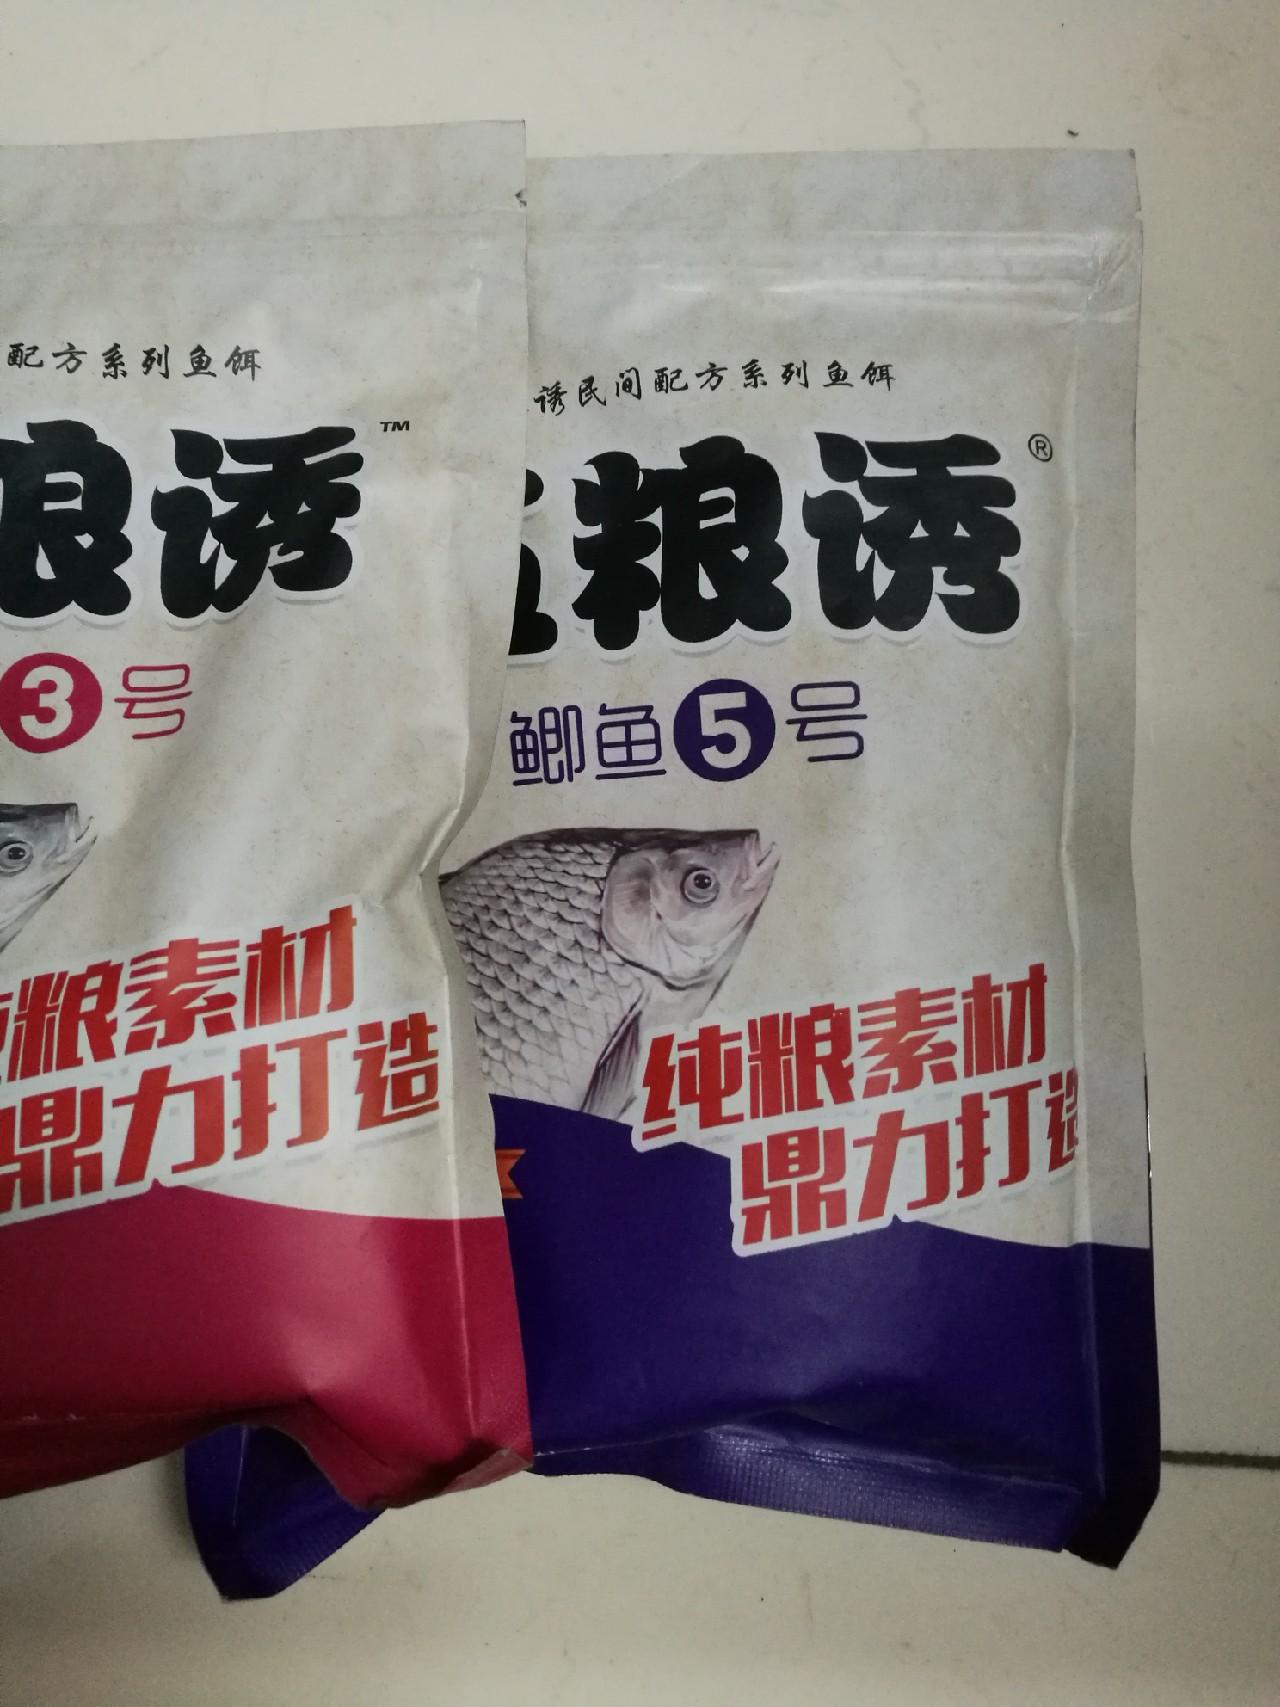 配方系列鱼饵
诱 TM
3号
粮素材
鼎力打造
诱民间配方系列鱼饵
粮诱®
鲫鱼5号
纯粮素材
鼎力打造